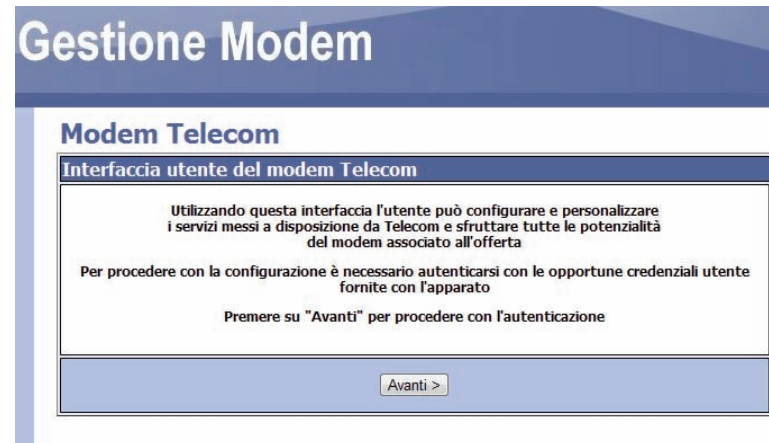 Gestione Modem
Modem Telecom
Interfaccia utente del modem Telecom
Utilizzando questa interfaccia l'utente può configurare e personalizzare
i servizi messi a disposizione da Telecom e sfruttare tutte le potenzialità
del modem associato all'offerta
Per procedere con la configurazione è necessario autenticarsi con le opportune credenziali utente
fornite con l'apparato
Premere su "Avanti" per procedere con l'autenticazione
Avanti >